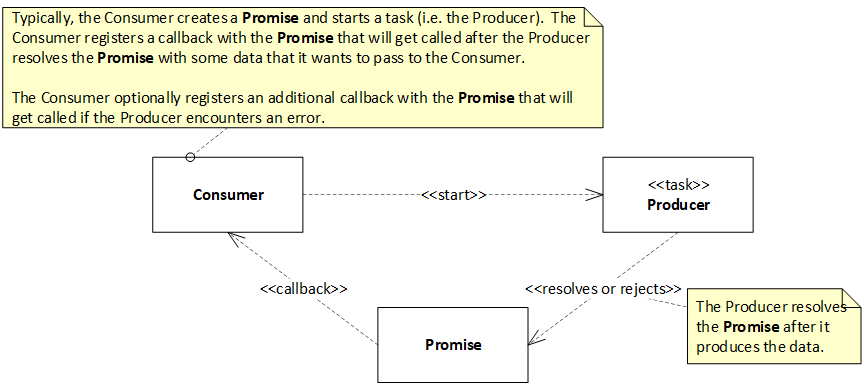 Typically, the Consumer creates a Promise and starts a task (i.e. the Producer).  The
Consumer registers a callback with the Promise that will get called after the Producer
resolves the Promise with some data that it wants to pass to the Consumer.
The Consumer optionally registers an additional callback with the Promise that will
get called if the Producer encounters an error.
Consumer
<<start>>
<<task>>
Producer
<<callback>>
<<resolves or rejects>>
Promise
The Producer resolves
the Promise after it
produces the data.